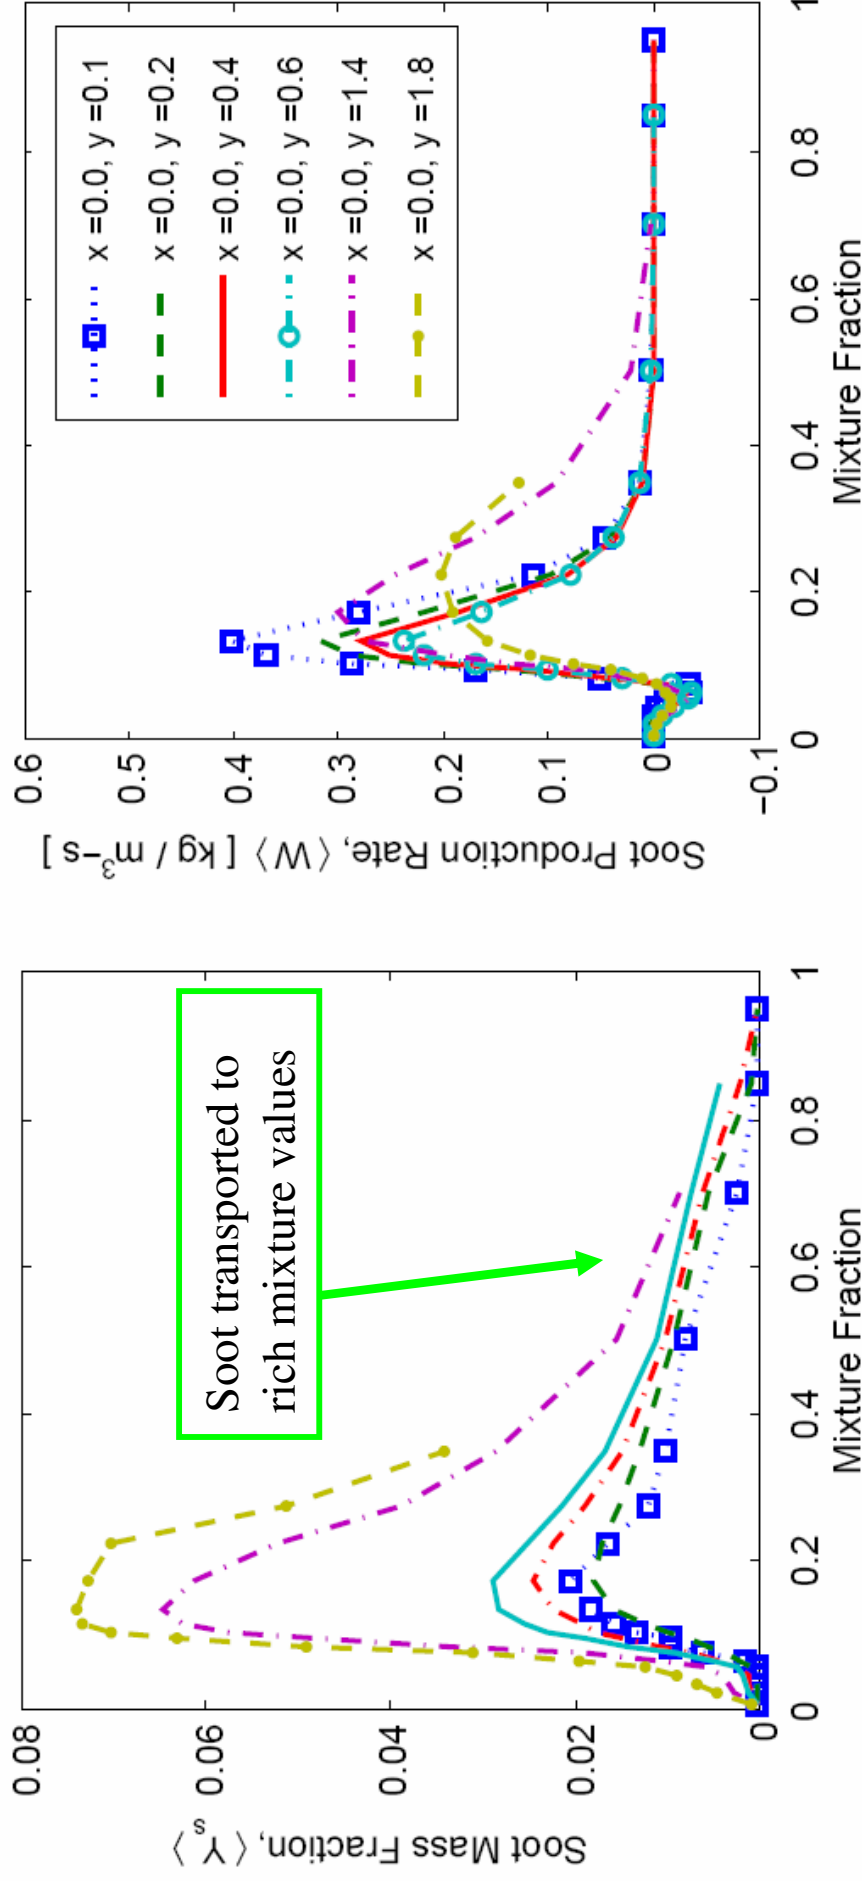 0.08
0.06
0.04
0.02
0
Soot Mass Fraction, ⟨ Yₛ ⟩
0 0.2 0.4 0.6 0.8 1
Mixture Fraction
Soot transported to
rich mixture values
0.6
0.5
0.4
0.3
0.2
0.1
0
−0.1
Soot Production Rate, ⟨ W ⟩ [ kg / m³−s ]
0 0.2 0.4 0.6 0.8 1
Mixture Fraction
x =0.0, y =0.1
x =0.0, y =0.2
x =0.0, y =0.4
x =0.0, y =0.6
x =0.0, y =1.4
x =0.0, y =1.8